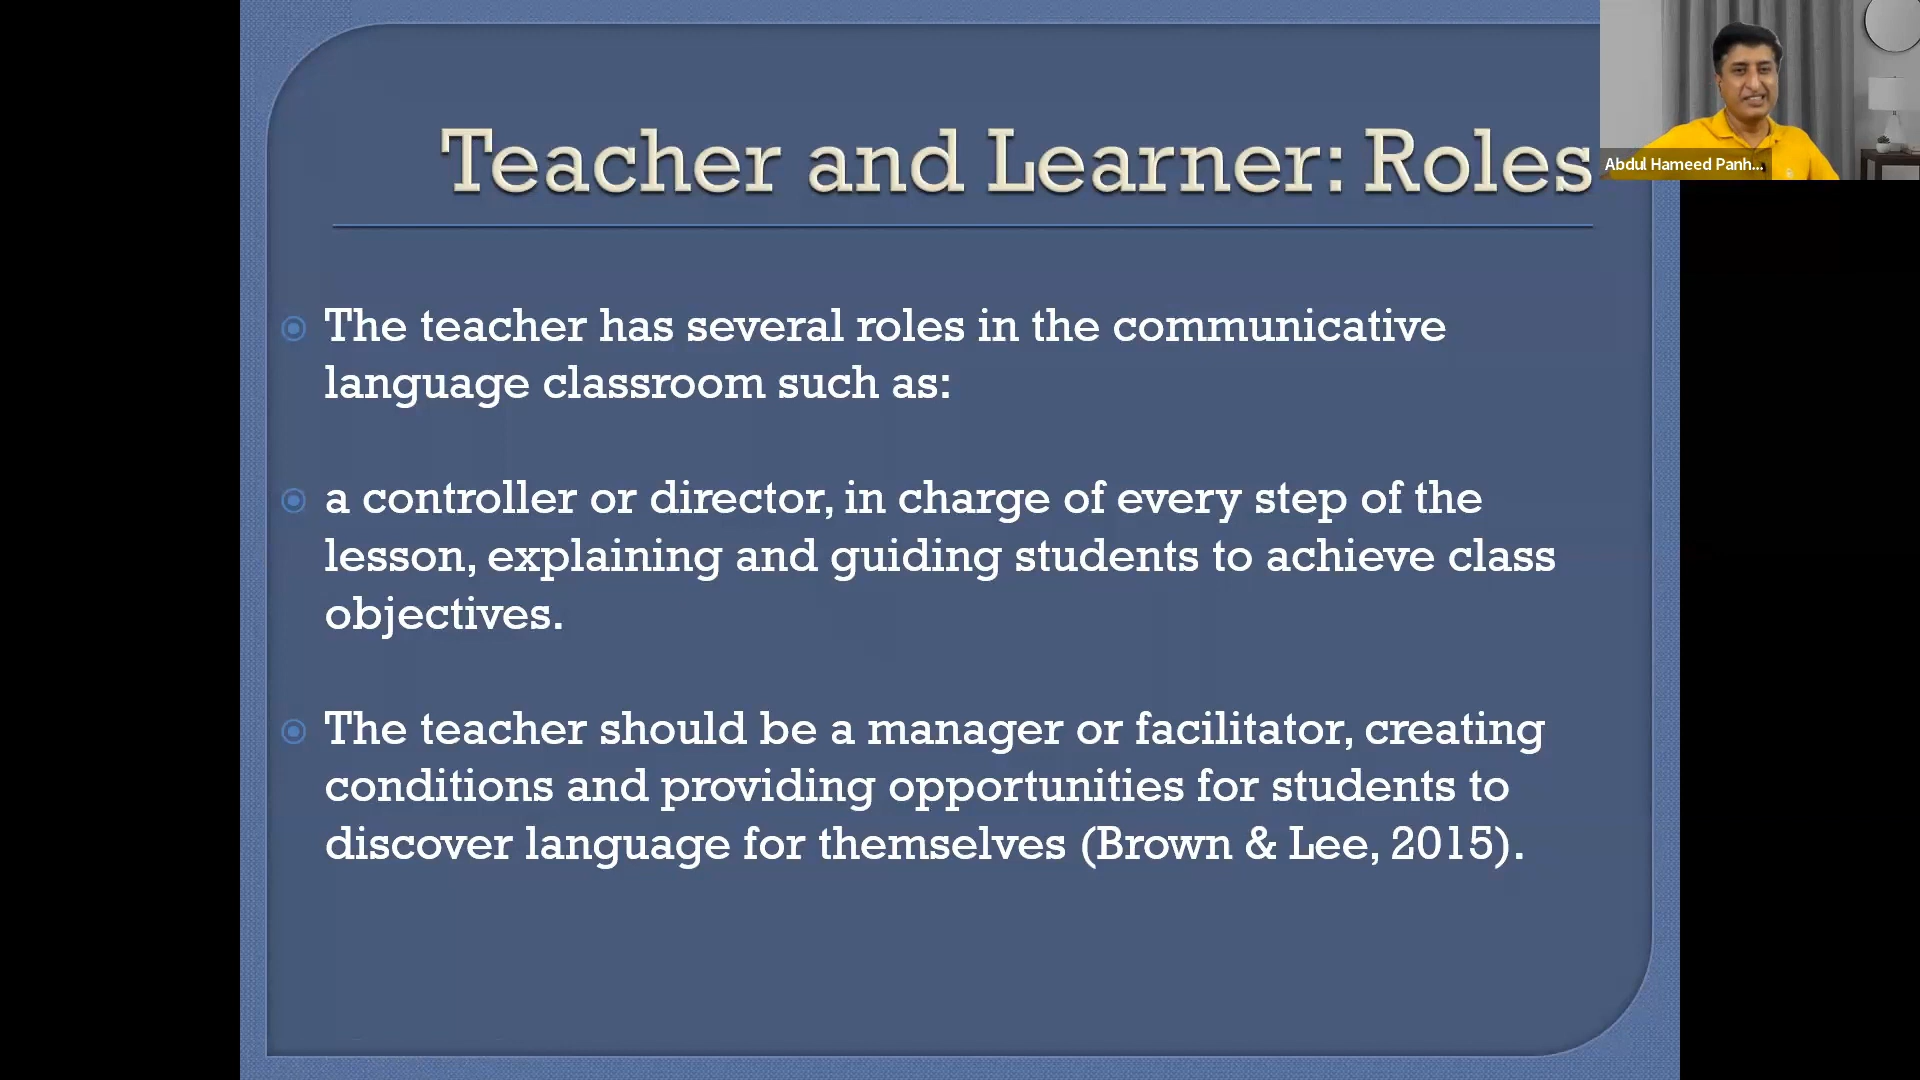 Teacher and Learner: Roles
Abdul Hameed Panh...
The teacher has several roles in the communicative
language classroom such as:
a controller or director, in charge of every step of the
lesson, explaining and guiding students to achieve class
objectives.
The teacher should be a manager or facilitator, creating
conditions and providing opportunities for students to
discover language for themselves (Brown & Lee, 2015).